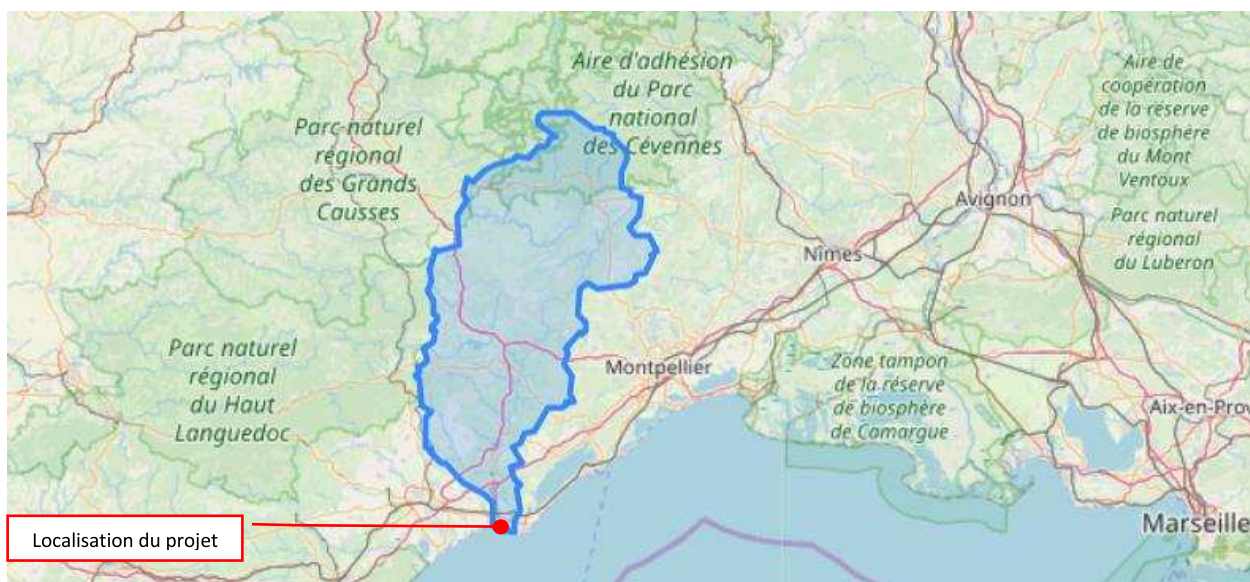 Aire d'adhésion
du Parc
national
des Cévennes
Aire de
coopération
de la réserve
de biosphère
du Mont
Ventoux
Parc naturel
régional
des Grands
Causses
Avignon
Parc naturel
régional
du Luberon
Nîmes
Parc naturel
régional
du Haut
Languedoc
Montpellier
Zone tampon
de la réserve
de biosphère
de Camargue
Aix-en-Prov
Marseille
Localisation du projet